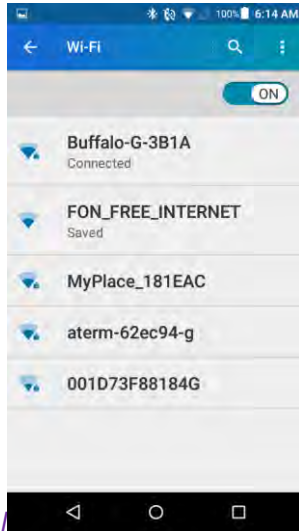 100% 6:14 AM
Wi-Fi
ON
Buffalo-G-3B1A
Connected
FON_FREE_INTERNET
Saved
MyPlace_181EAC
aterm-62ec94-g
001D73F88184G